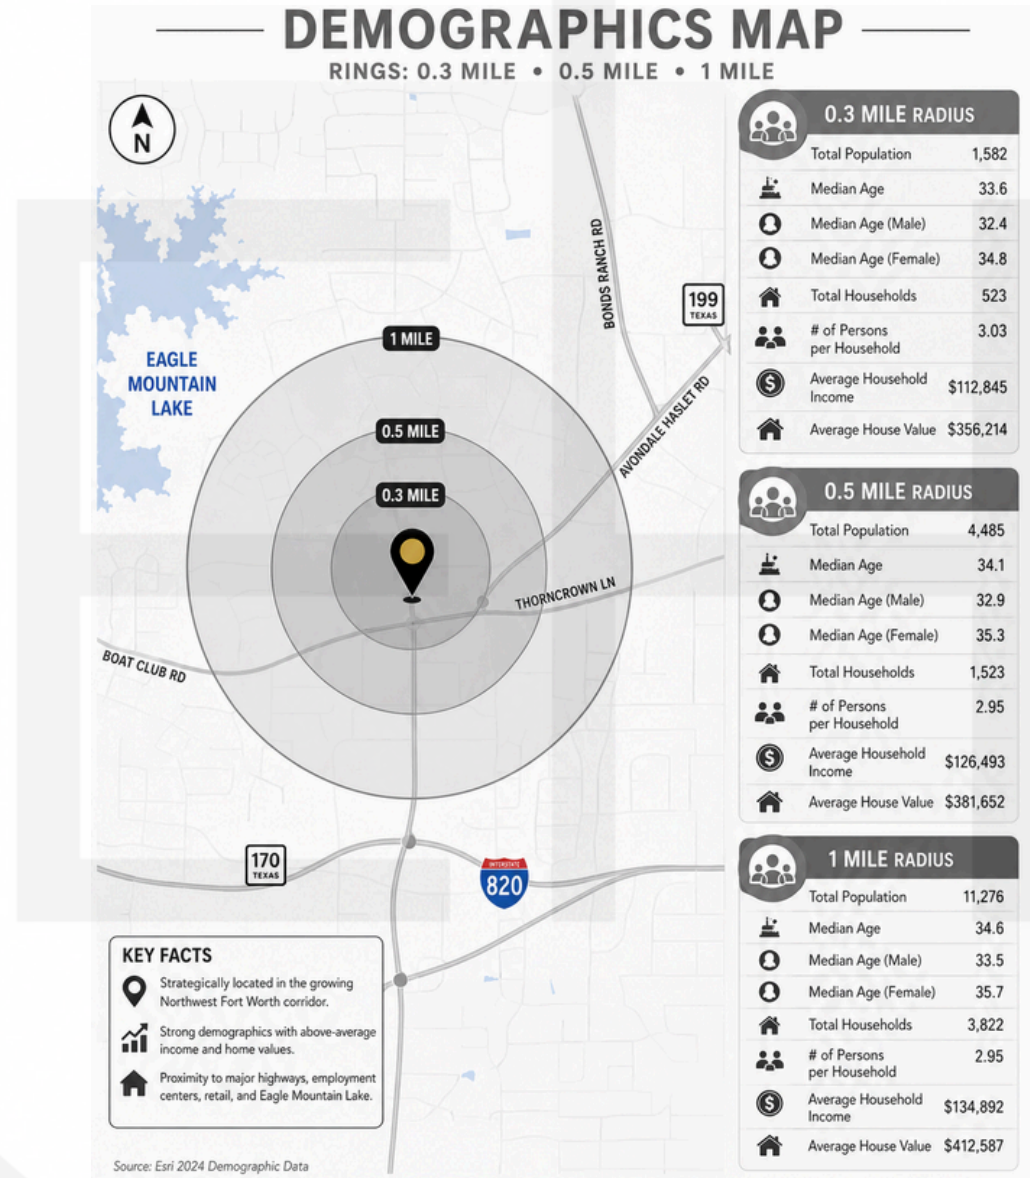 DEMOGRAPHICS MAP
RINGS: 0.3 MILE • 0.5 MILE • 1 MILE
N
EAGLE
MOUNTAIN
LAKE
BONDS RANCH RD
199
TEXAS
AVONDALE HASLET RD
1 MILE
0.5 MILE
0.3 MILE
THORNCROWN LN
BOAT CLUB RD
170
TEXAS
INTERSTATE
820
KEY FACTS
Strategically located in the growing
Northwest Fort Worth corridor.
Strong demographics with above-average
income and home values.
Proximity to major highways, employment
centers, retail, and Eagle Mountain Lake.
Source: Esri 2024 Demographic Data
0.3 MILE RADIUS
Total Population 1,582
Median Age 33.6
Median Age (Male) 32.4
Median Age (Female) 34.8
Total Households 523
# of Persons
per Household 3.03
Average Household
Income $112,845
Average House Value $356,214
0.5 MILE RADIUS
Total Population 4,485
Median Age 34.1
Median Age (Male) 32.9
Median Age (Female) 35.3
Total Households 1,523
# of Persons
per Household 2.95
Average Household
Income $126,493
Average House Value $381,652
1 MILE RADIUS
Total Population 11,276
Median Age 34.6
Median Age (Male) 33.5
Median Age (Female) 35.7
Total Households 3,822
# of Persons
per Household 2.95
Average Household
Income $134,892
Average House Value $412,587